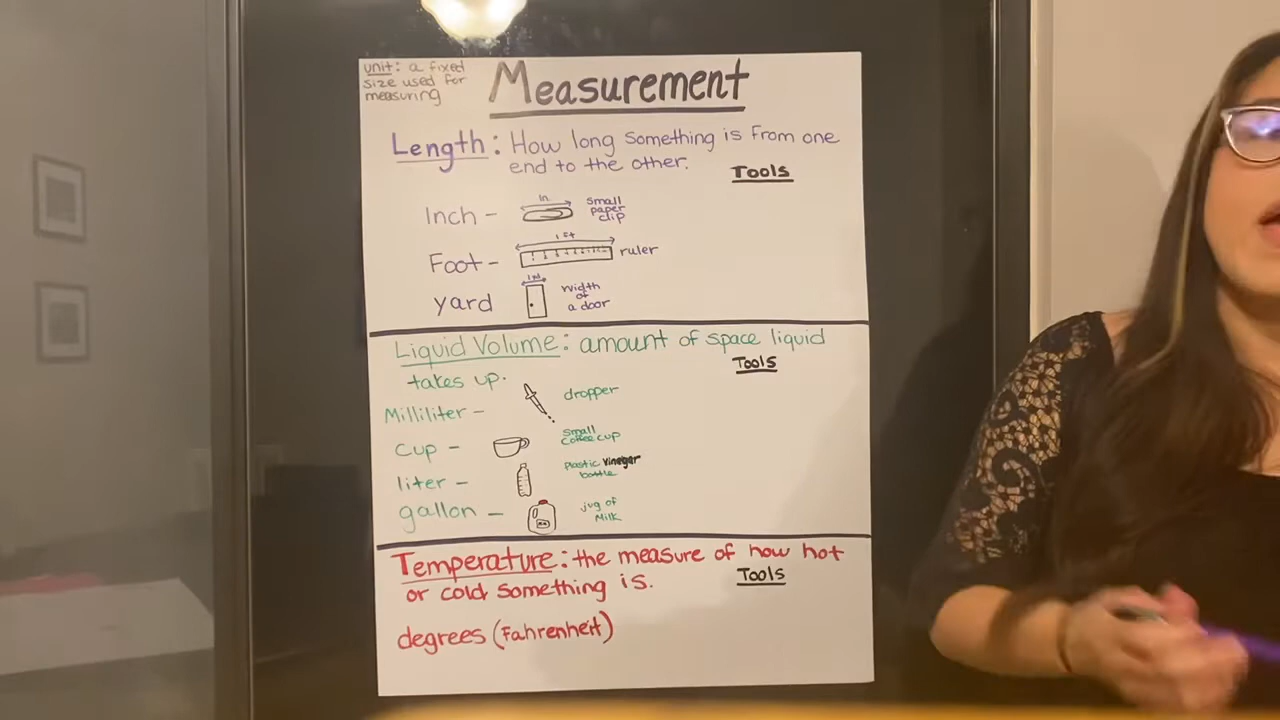 unit: a fixed
size used for
measuring
Measurement
Length: How long something is from one
end to the other.
Tools
Inch - 
1 in
small
paper
clip
Foot -
1 ft
ruler
yard
1 yd
width
of
a door
Liquid Volume: amount of space liquid
takes up.
Tools
Milliliter -
dropper
cup -
small
coffee cup
liter -
plastic vinegar
bottle
gallon -
jug of
Milk
Temperature: the measure of how hot
or cold something is.
Tools
degrees (Fahrenheit)